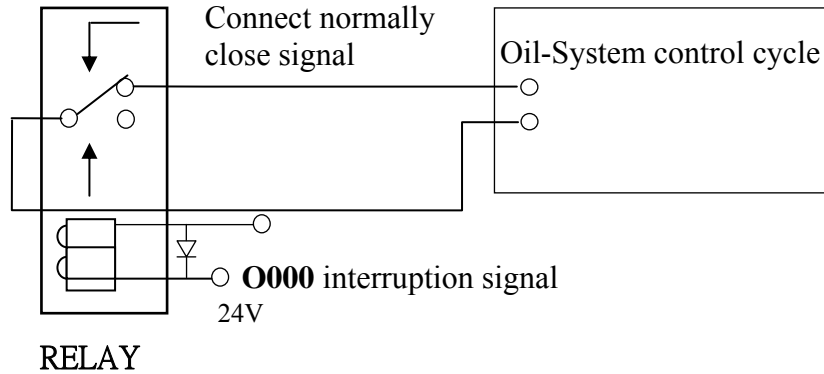 Connect normally
close signal
Oil-System control cycle
O000 interruption signal
24V
RELAY